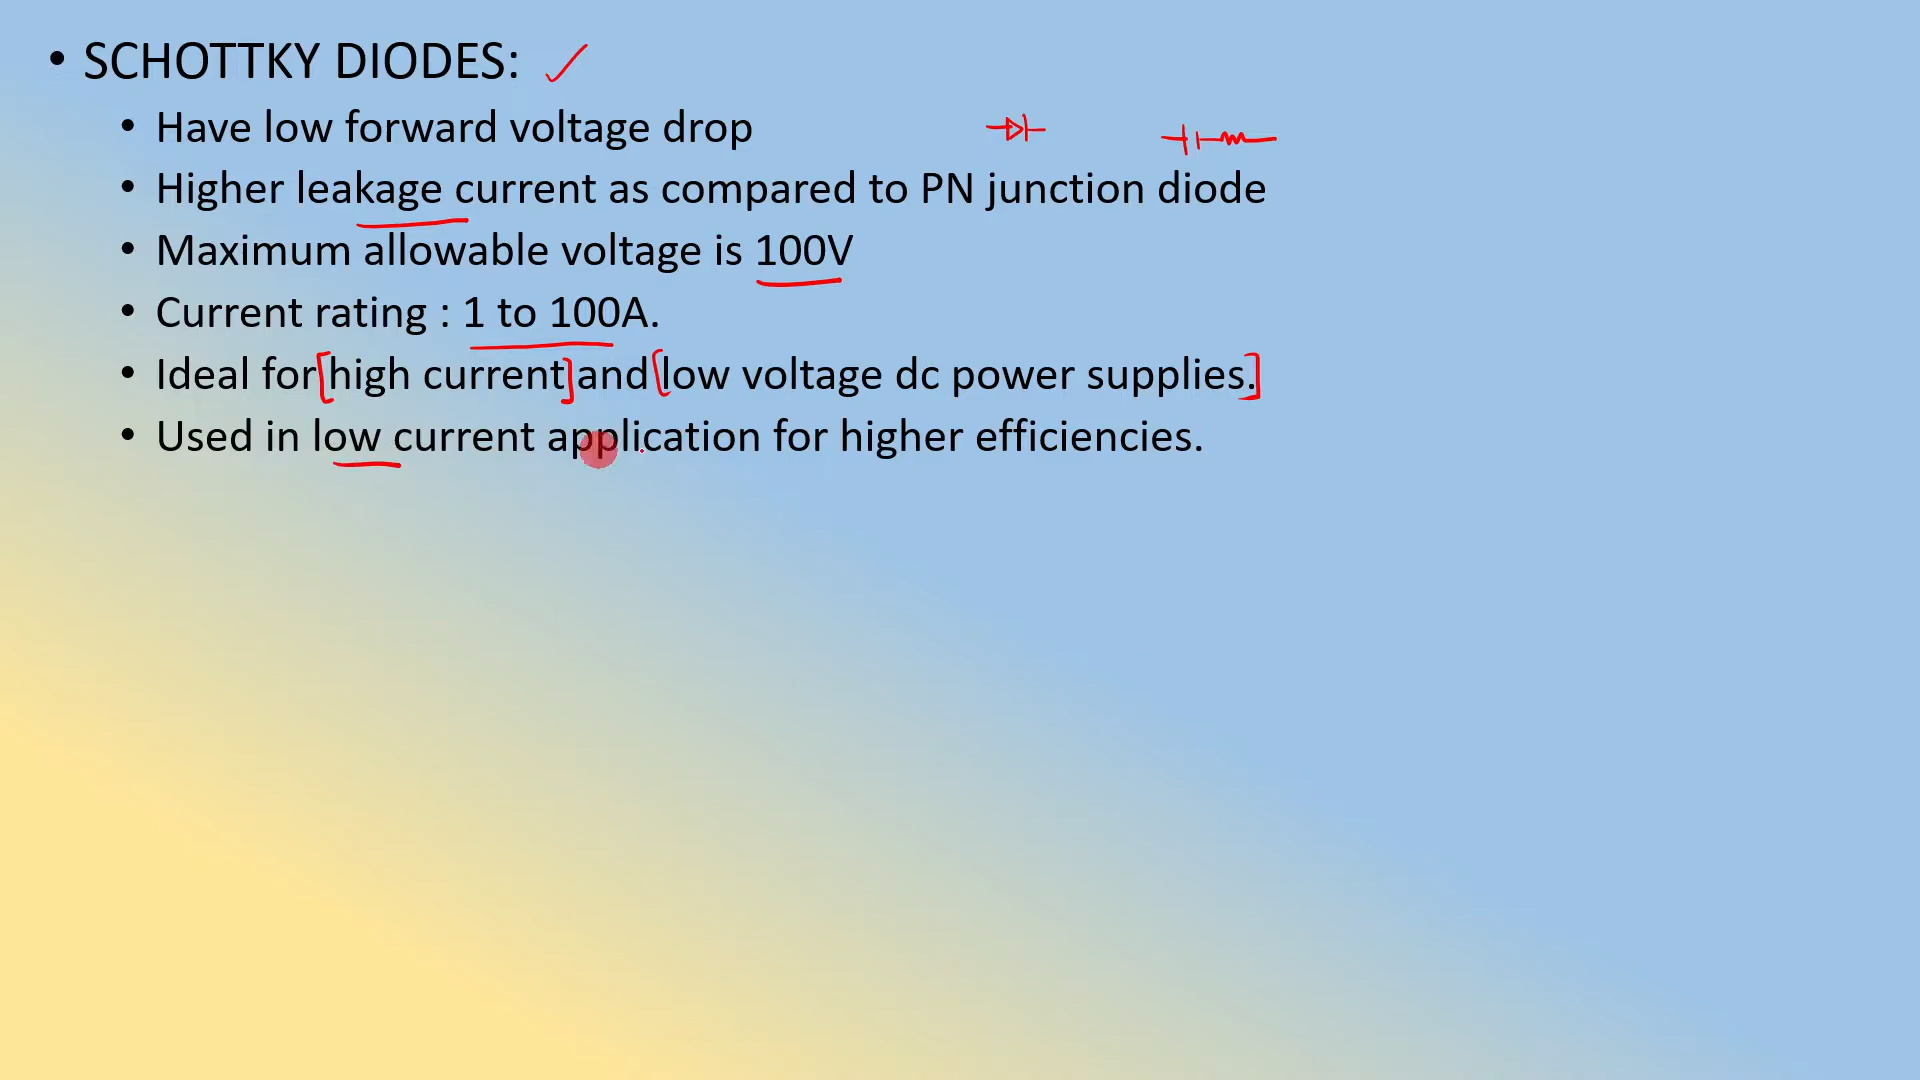 • SCHOTTKY DIODES:
• Have low forward voltage drop
• Higher leakage current as compared to PN junction diode
• Maximum allowable voltage is 100V
• Current rating : 1 to 100A.
• Ideal for [high current] and [low voltage dc power supplies.]
• Used in low current application for higher efficiencies.